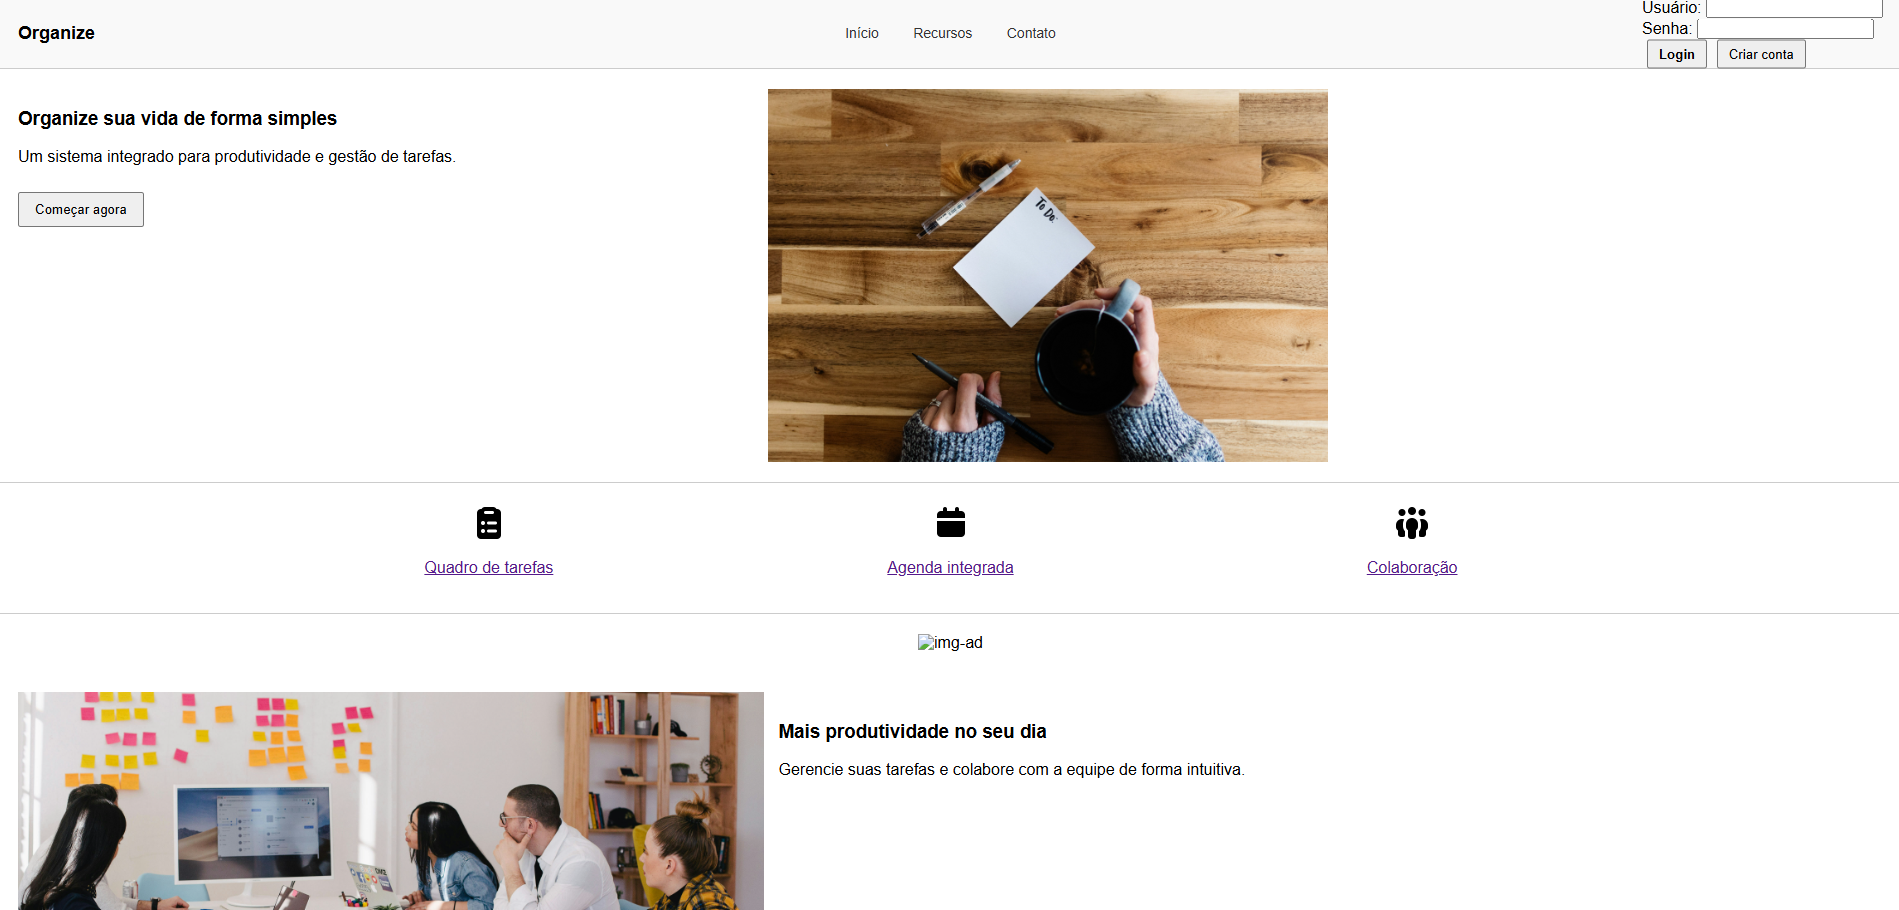 Organize
Início Recursos Contato
Usuário:
Senha:
Login Criar conta
Organize sua vida de forma simples
Um sistema integrado para produtividade e gestão de tarefas.
Começar agora
To Do:
Quadro de tarefas Agenda integrada Colaboração
img-ad
Mais produtividade no seu dia
Gerencie suas tarefas e colabore com a equipe de forma intuitiva.